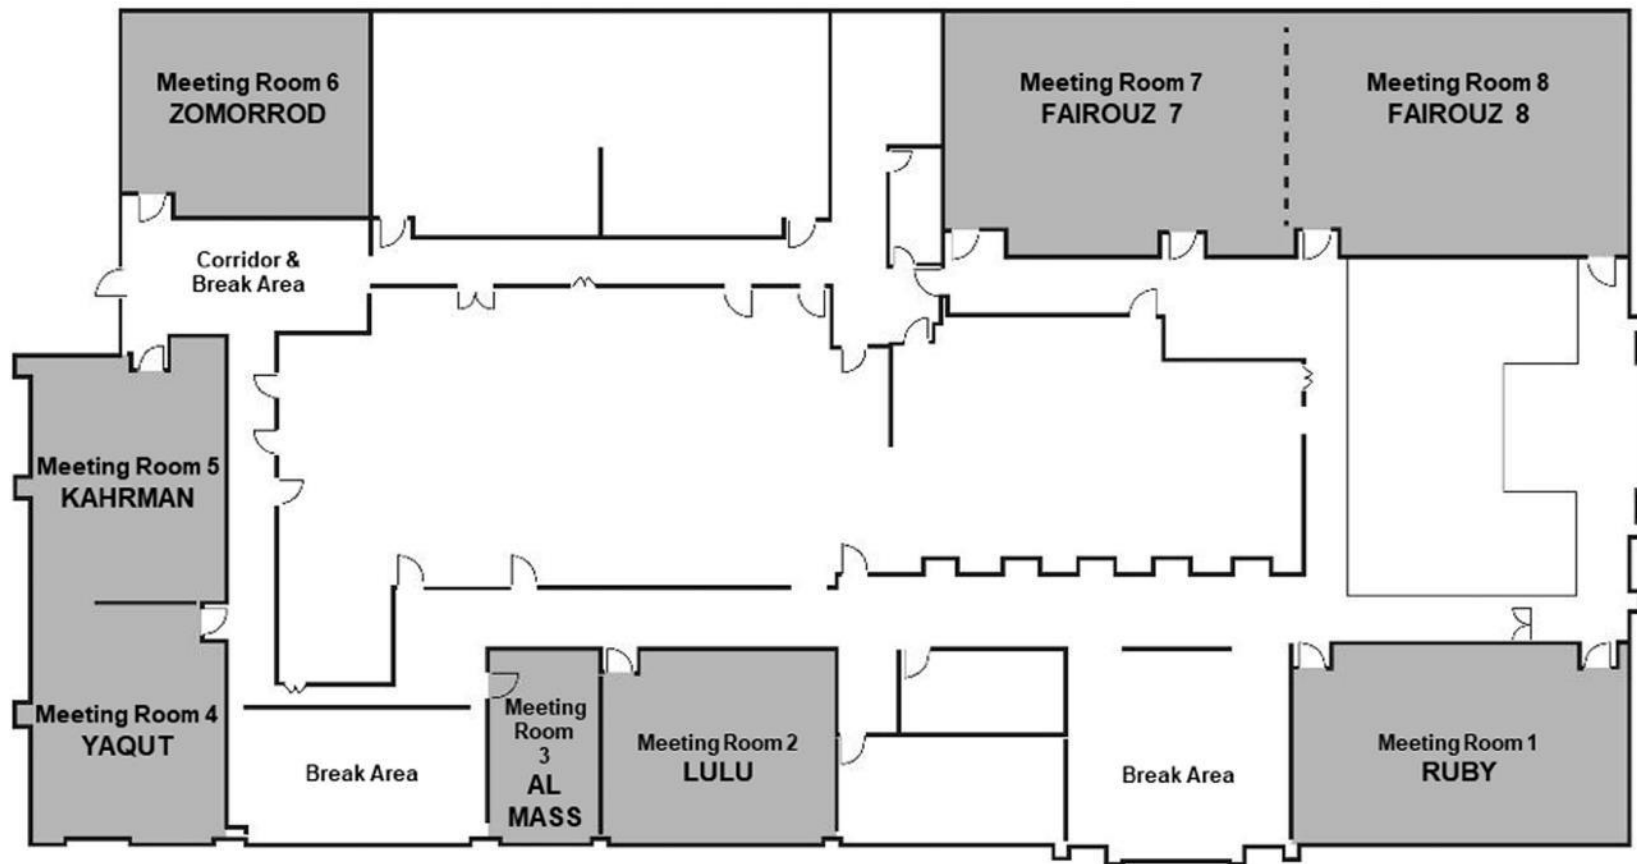 Meeting Room 6
ZOMORROD
Meeting Room 7
FAIROUZ 7
Meeting Room 8
FAIROUZ 8
Corridor &
Break Area
Meeting Room 5
KAHRMAN
Meeting Room 4
YAQUT
Break Area
Meeting
Room
3
AL
MASS
Meeting Room 2
LULU
Break Area
Meeting Room 1
RUBY